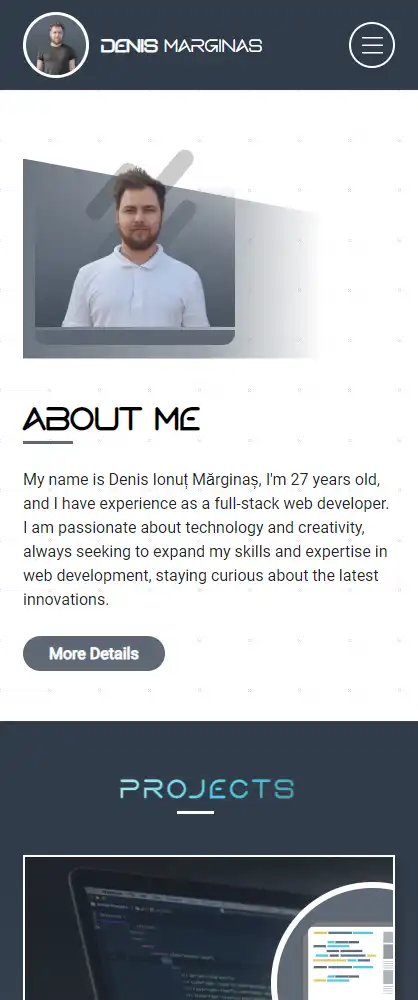 DENIS MARGINAS
ABOUT ME
My name is Denis Ionuț Mărginaș, I'm 27 years old,
and I have experience as a full-stack web developer.
I am passionate about technology and creativity,
always seeking to expand my skills and expertise in
web development, staying curious about the latest
innovations.
More Details
PROJECTS